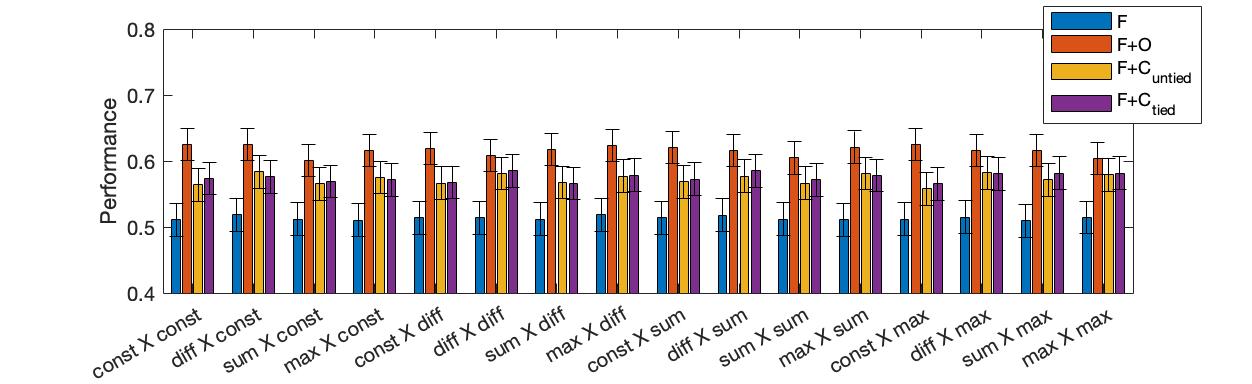 0.8
0.7
0.6
0.5
0.4
Performance
F
F+O
F+C untied
F+C tied
const X const
diff X const
sum X const
max X const
const X diff
diff X diff
sum X diff
max X diff
const X sum
diff X sum
sum X sum
max X sum
const X max
diff X max
sum X max
max X max